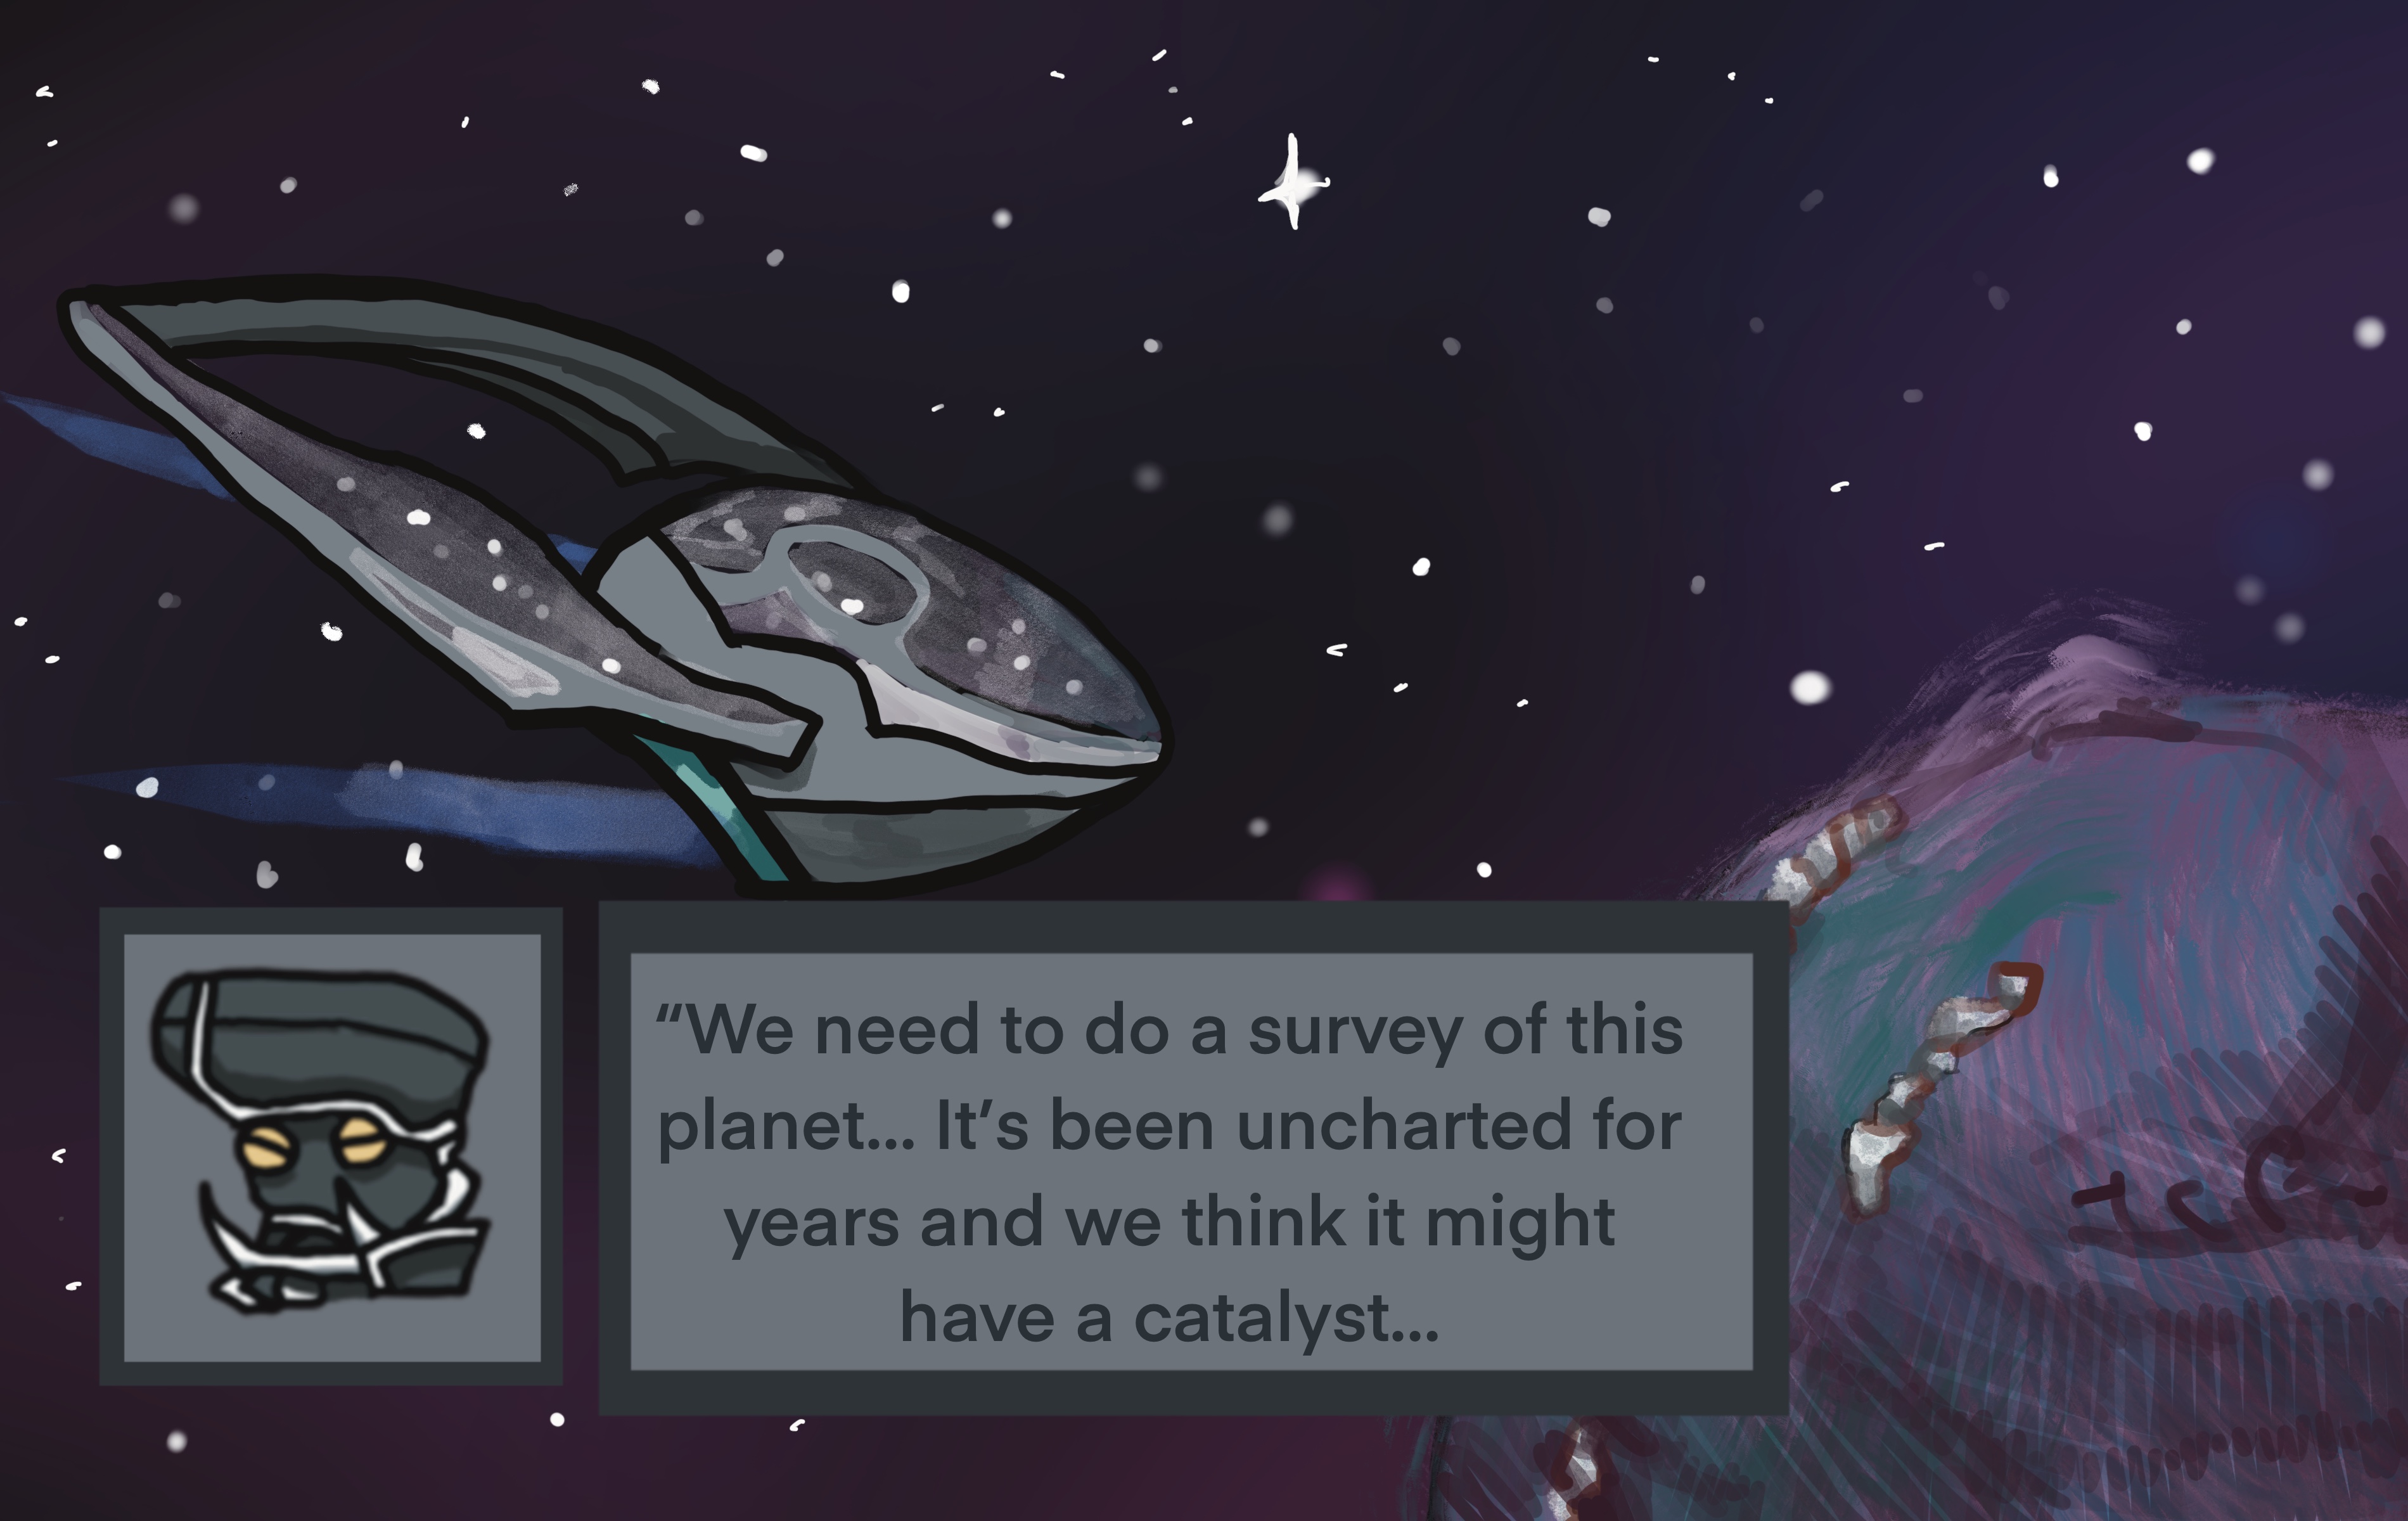 “We need to do a survey of this
planet... It’s been uncharted for
years and we think it might
have a catalyst...